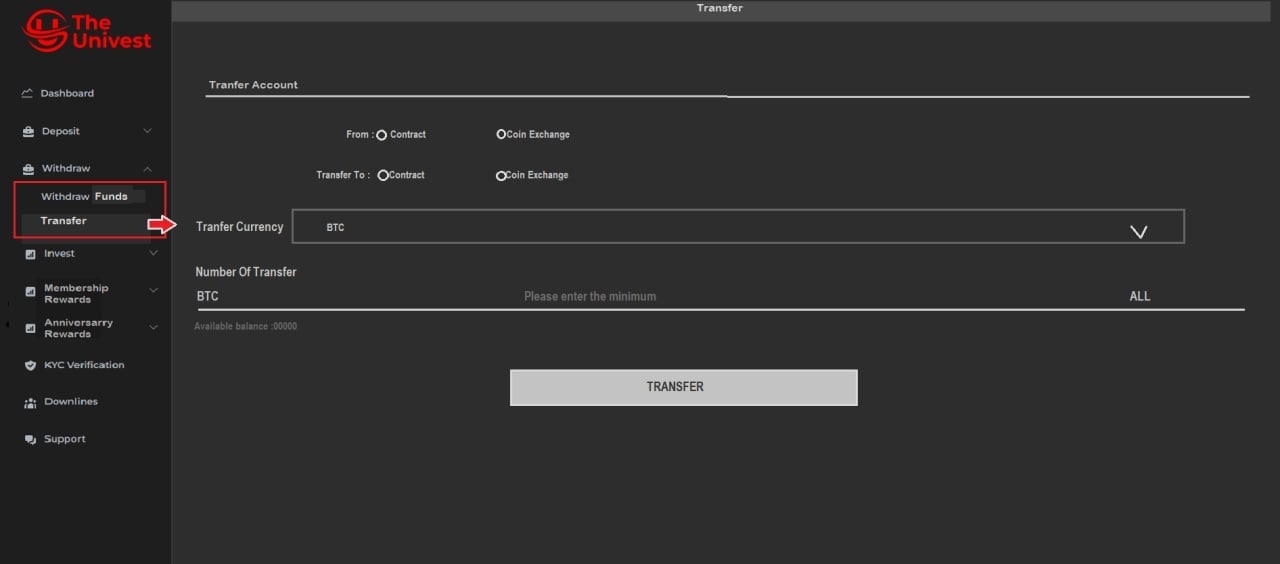 The
Univest
Dashboard
Deposit
Withdraw
Withdraw Funds
Transfer
Invest
Membership
Rewards
Anniversarry
Rewards
KYC Verification
Downlines
Support
Transfer
Tranfer Account
From : Contract Coin Exchange
Transfer To : Contract Coin Exchange
Tranfer Currency BTC
Number Of Transfer
BTC Please enter the minimum ALL
Available balance :00000
TRANSFER